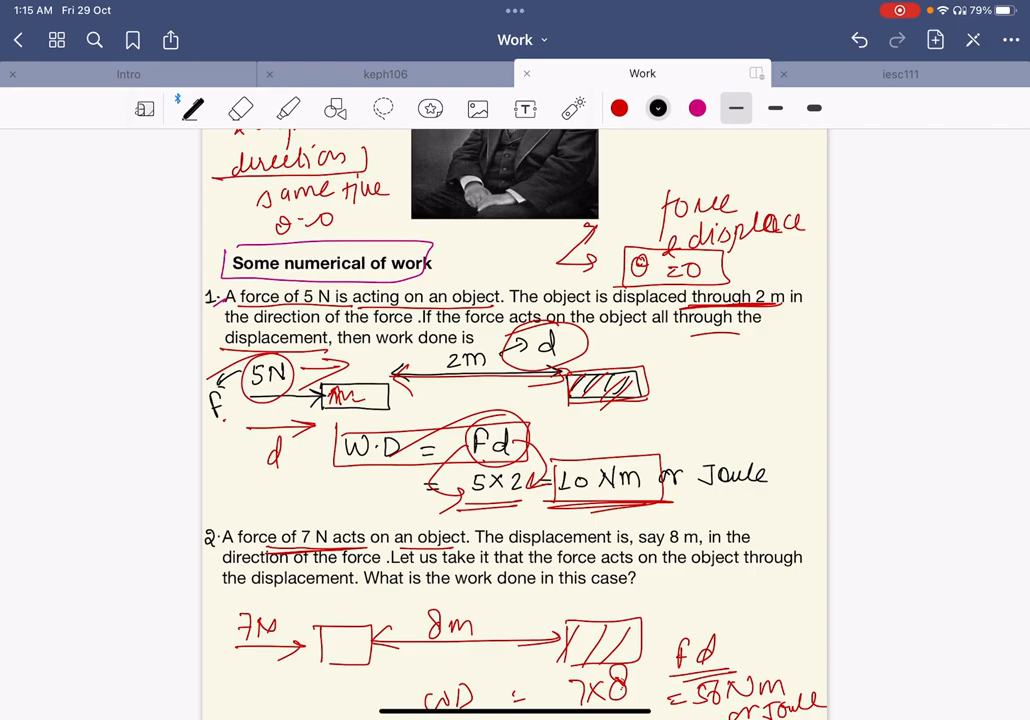 1:15 AM Fri 29 Oct
79%
Work
Intro
keph106
Work
iesc111
direction)
same time
θ=0
force
& displace
θ =0
Some numerical of work
1. A force of 5 N is acting on an object. The object is displaced through 2 m in
the direction of the force .If the force acts on the object all through the
displacement, then work done is
2m → d
5N
F
d
W.D = Fd
= 5×2 = 10 Nm or Joule
2. A force of 7 N acts on an object. The displacement is, say 8 m, in the
direction of the force .Let us take it that the force acts on the object through
the displacement. What is the work done in this case?
7N
8m
Fd
WD = 7×8 = 56 Nm
or Joule